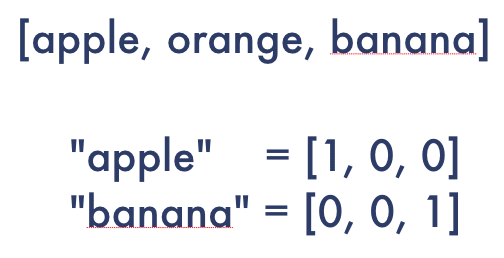 [apple, orange, banana]
"apple" = [1, 0, 0]
"banana" = [0, 0, 1]